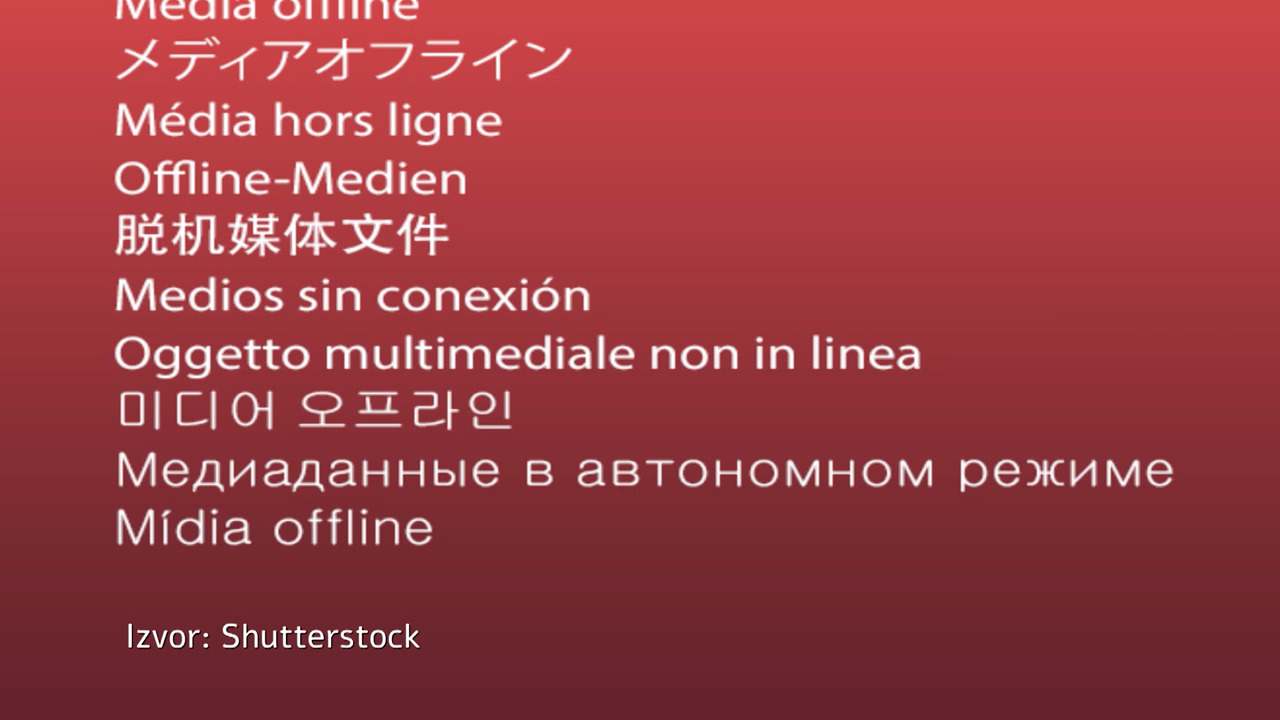 Media offline
メディアオフライン
Média hors ligne
Offline-Medien
脱机媒体文件
Medios sin conexión
Oggetto multimediale non in linea
미디어 오프라인
Медиаданные в автономном режиме
Mídia offline
Izvor: Shutterstock